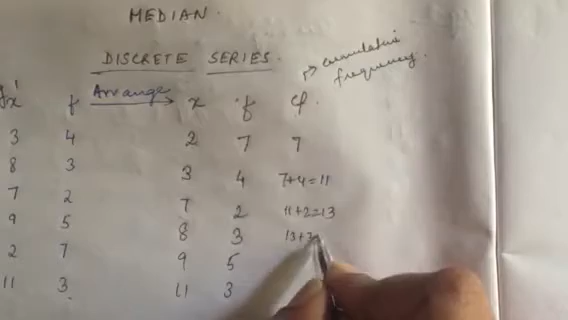 MEDIAN.
DISCRETE SERIES.
cumulative frequency.
x f Arrange x f cf.
3 4 2 7 7
8 3 3 4 7+4=11
7 2 7 2 11+2=13
9 5 8 3 13+3
2 7 9 5
11 3 11 3